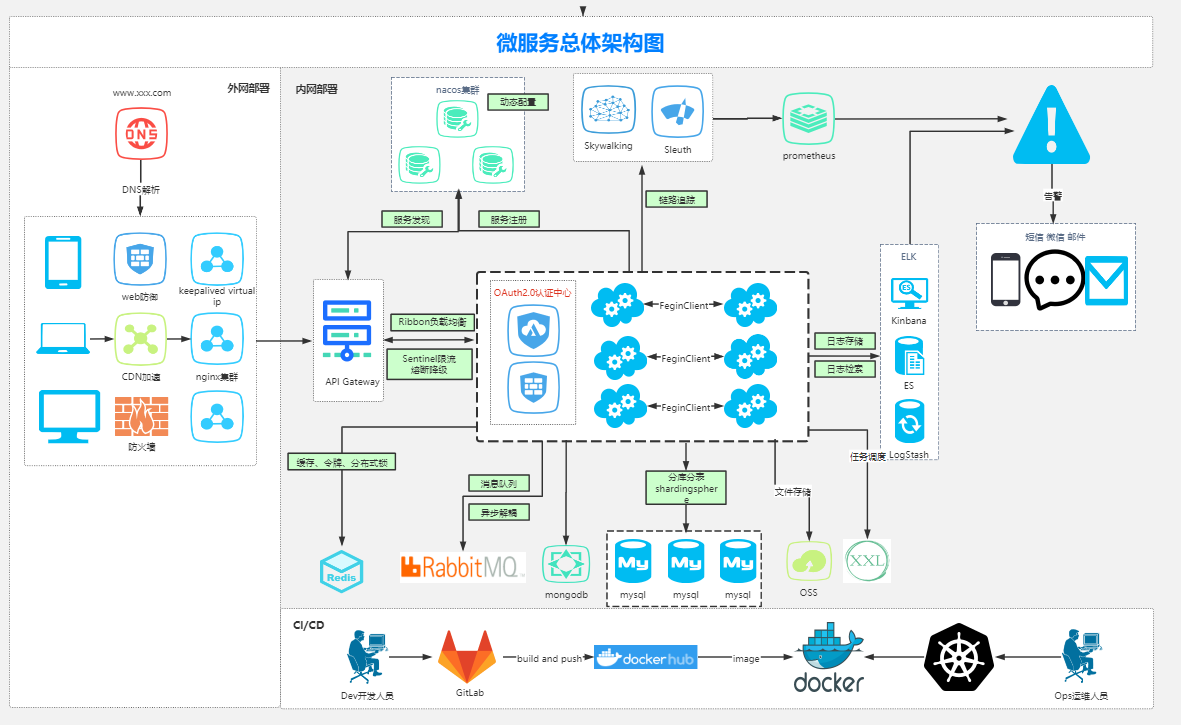 微服务总体架构图
外网部署
www.xxx.com
DNS
DNS解析
web防御
keepalived virtual
ip
CDN加速
nginx集群
防火墙
内网部署
nacos集群
动态配置
服务发现
服务注册
Skywalking
Sleuth
prometheus
链路追踪
告警
短信 微信 邮件
API Gateway
Ribbon负载均衡
Sentinel限流
熔断降级
OAuth2.0认证中心
FeginClient
FeginClient
FeginClient
日志存储
日志检索
ELK
ES
Kinbana
ES
LogStash
任务调度
缓存、令牌、分布式锁
消息队列
异步解耦
分库分表
shardingspher
e
文件存储
Redis
RabbitMQ
mongodb
My
My
My
mysql
mysql
mysql
OSS
XXL
CI/CD
Dev开发人员
GitLab
build and push
dockerhub
image
docker
Ops运维人员